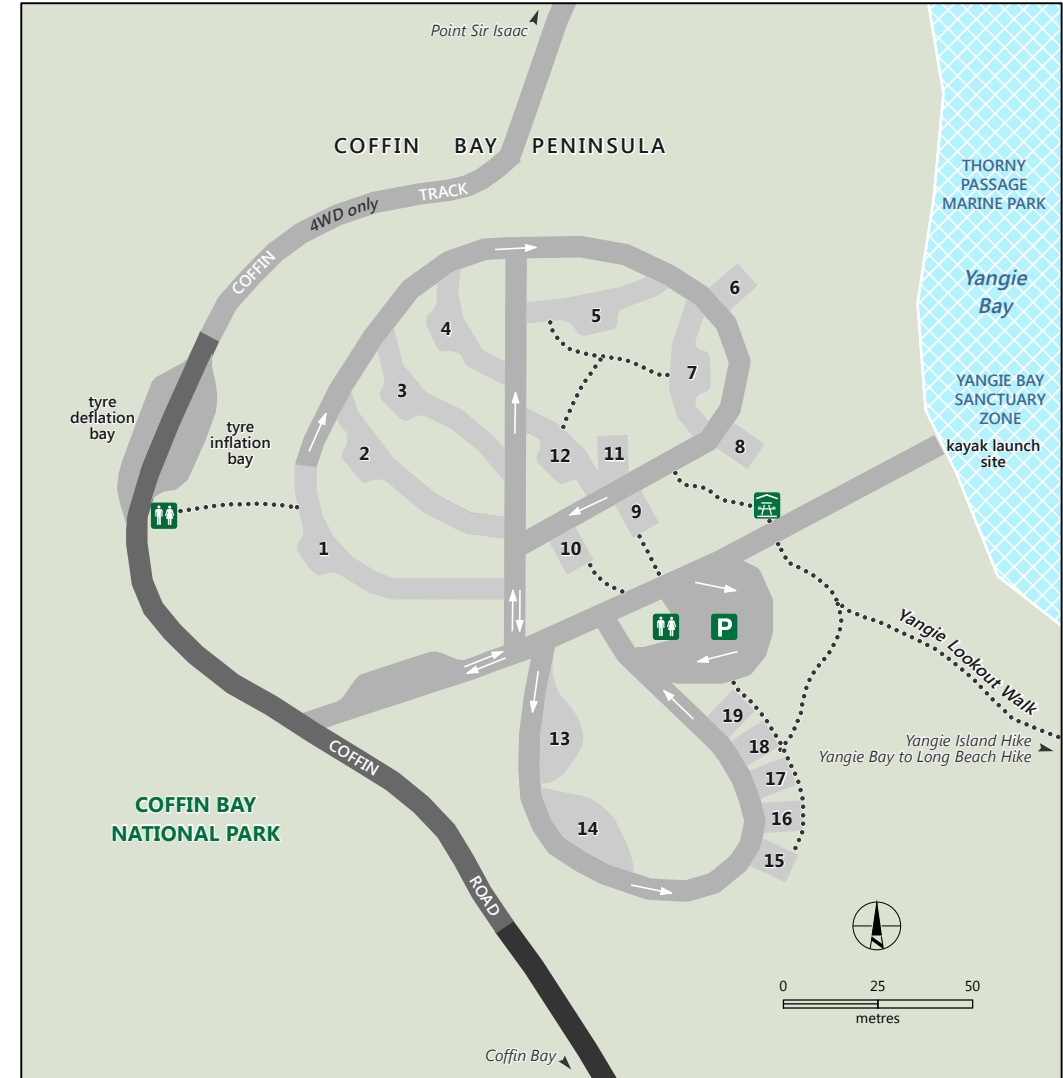 Point Sir Isaac
COFFIN BAY PENINSULA
THORNY
PASSAGE
MARINE PARK
TRACK
4WD only
COFFIN
Yangie
Bay
6
5
4
7
3
YANGIE BAY
SANCTUARY
ZONE
tyre
deflation
bay
tyre
inflation
bay
kayak launch
site
8
2
12
11
9
1
10
P
Yangie Lookout Walk
19
13
18
Yangie Island Hike
Yangie Bay to Long Beach Hike
17
COFFIN
16
14
15
COFFIN BAY
NATIONAL PARK
ROAD
0 25 50
metres
Coffin Bay